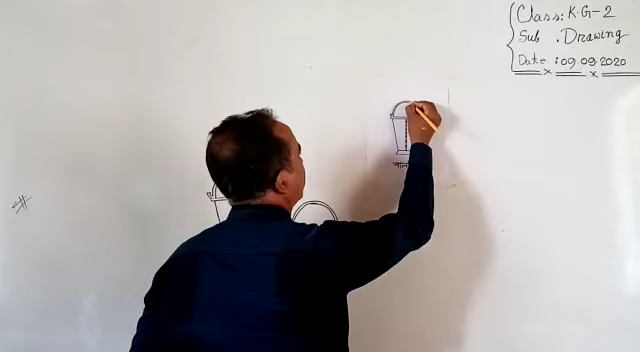 Class: K.G-2
Sub . Drawing
Date : 09.09.2020